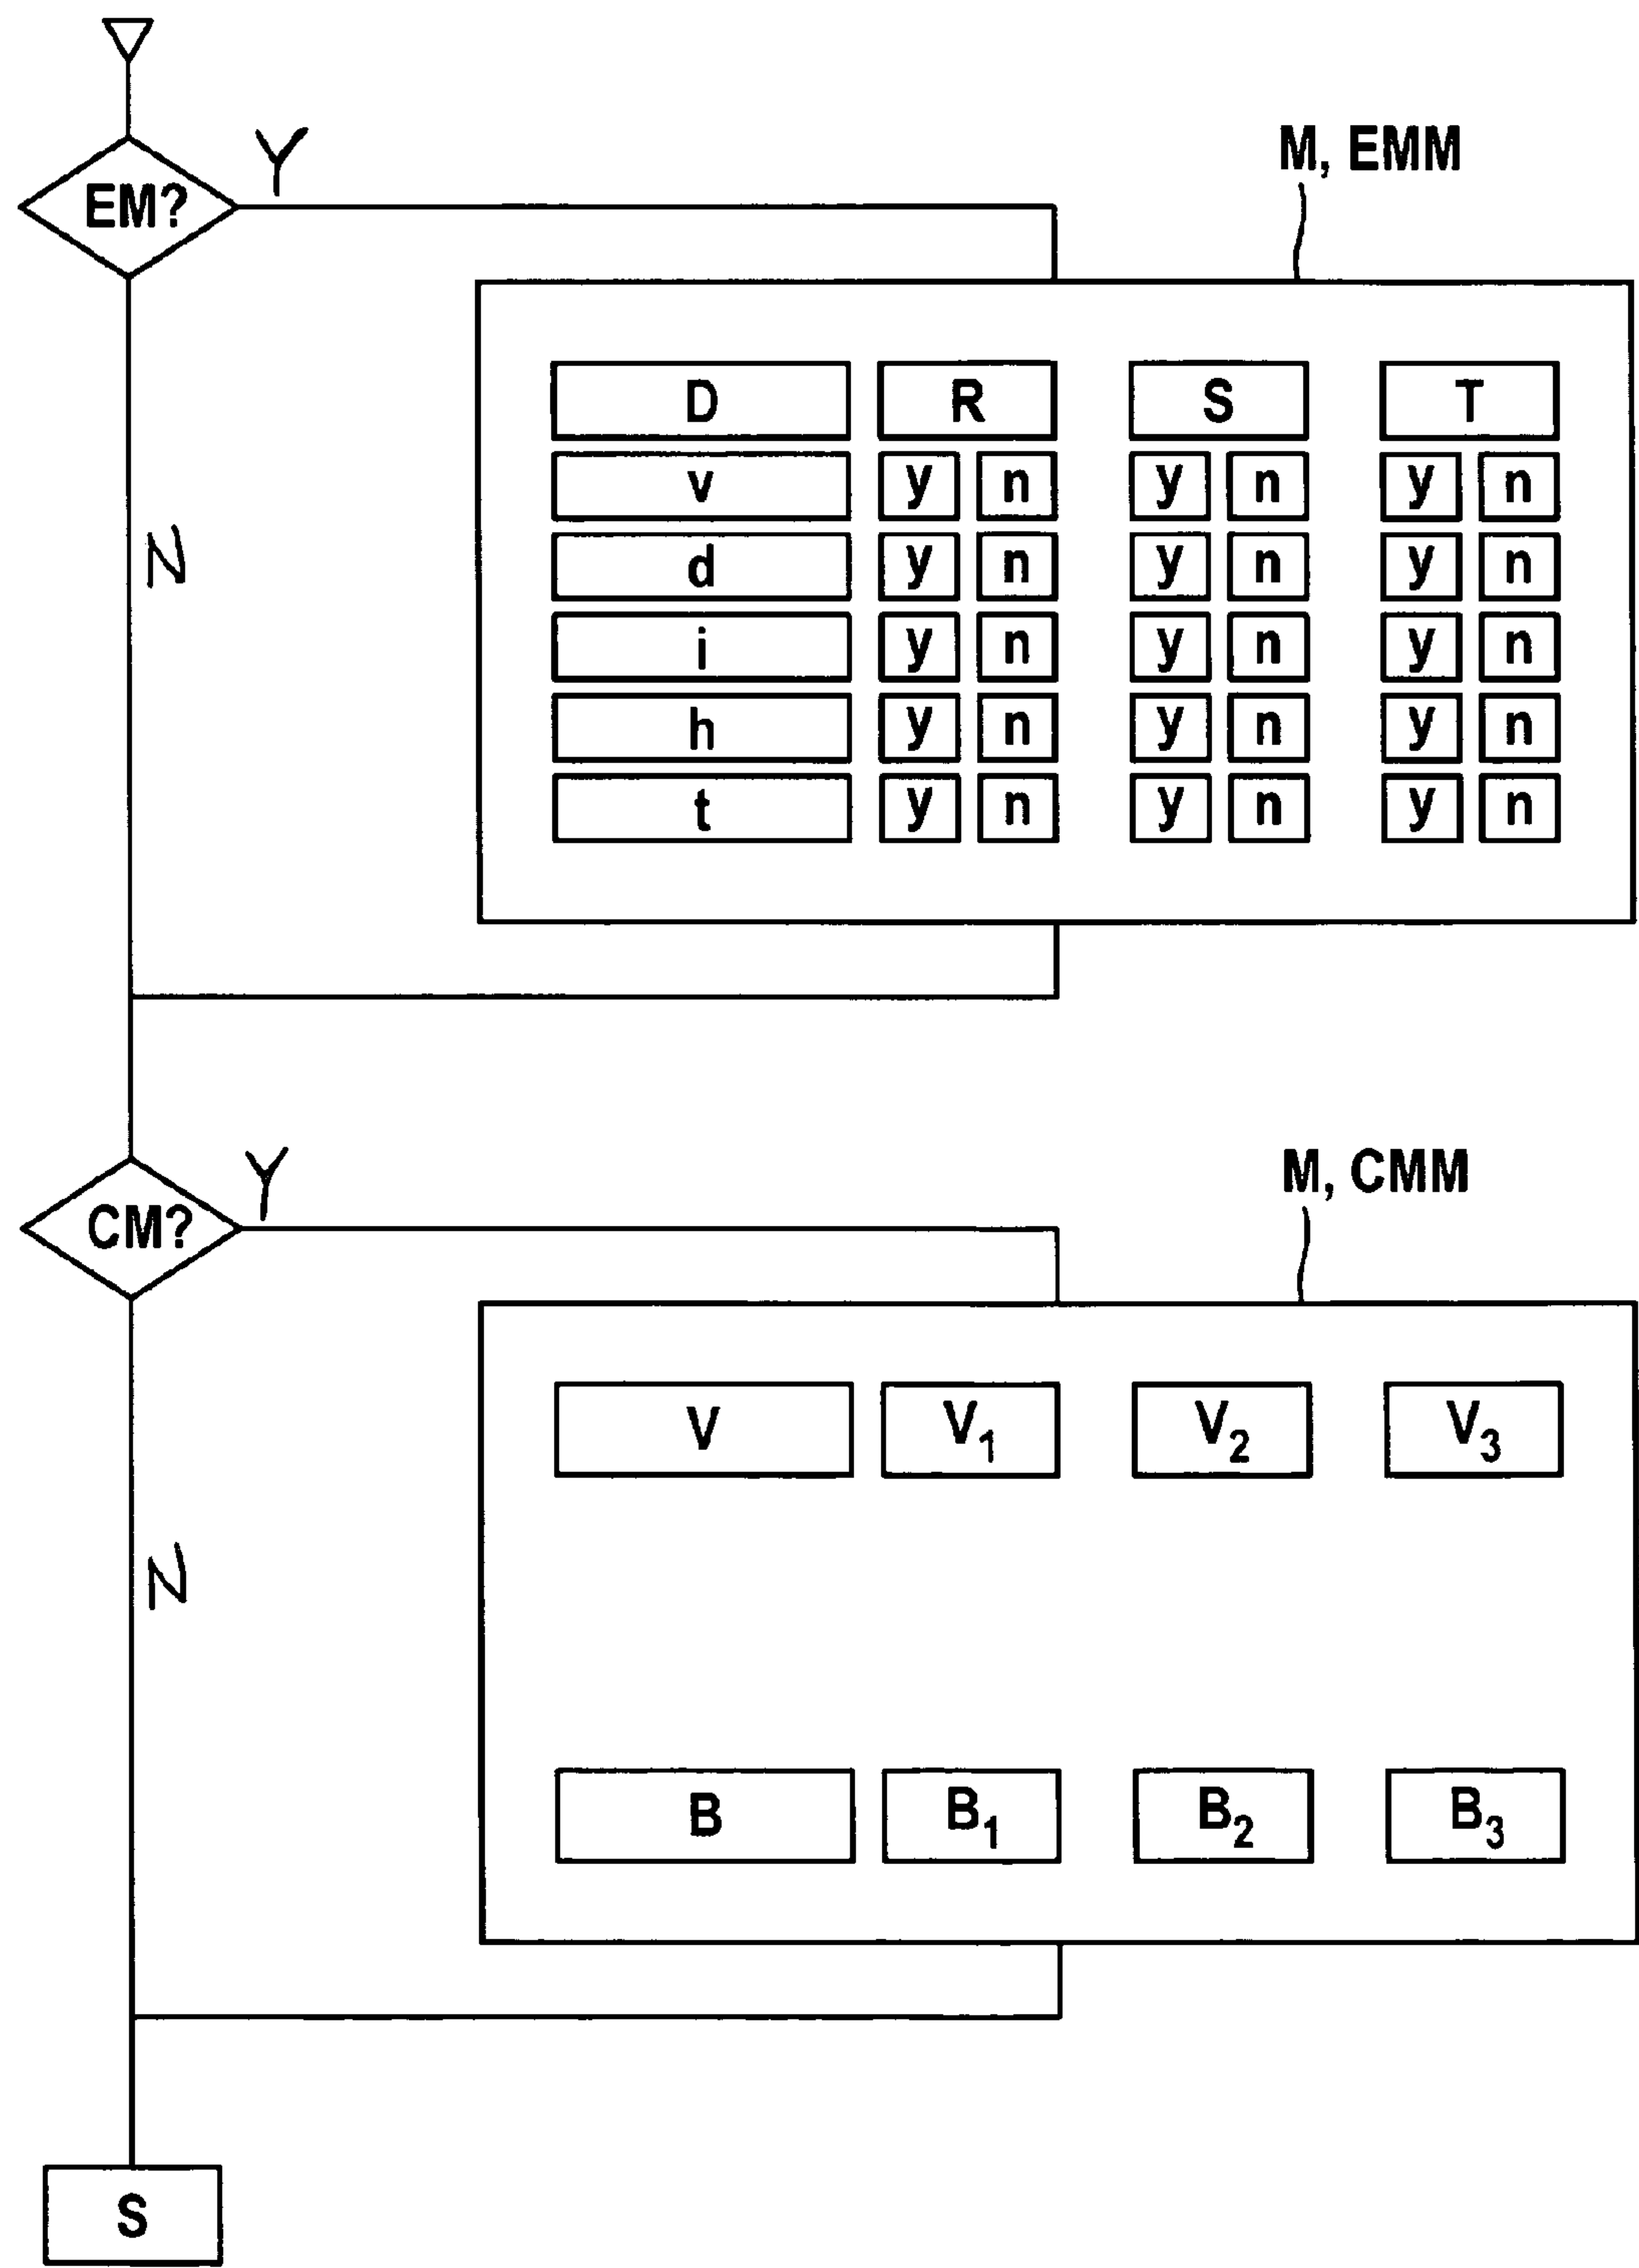 Y
M, EMM
EM?
D R S T
v y n y n y n
d y n y n y n
N
i y n y n y n
h y n y n y n
t y n y n y n
Y
M, CMM
CM?
V V₁ V₂ V₃
N
B B₁ B₂ B₃
S